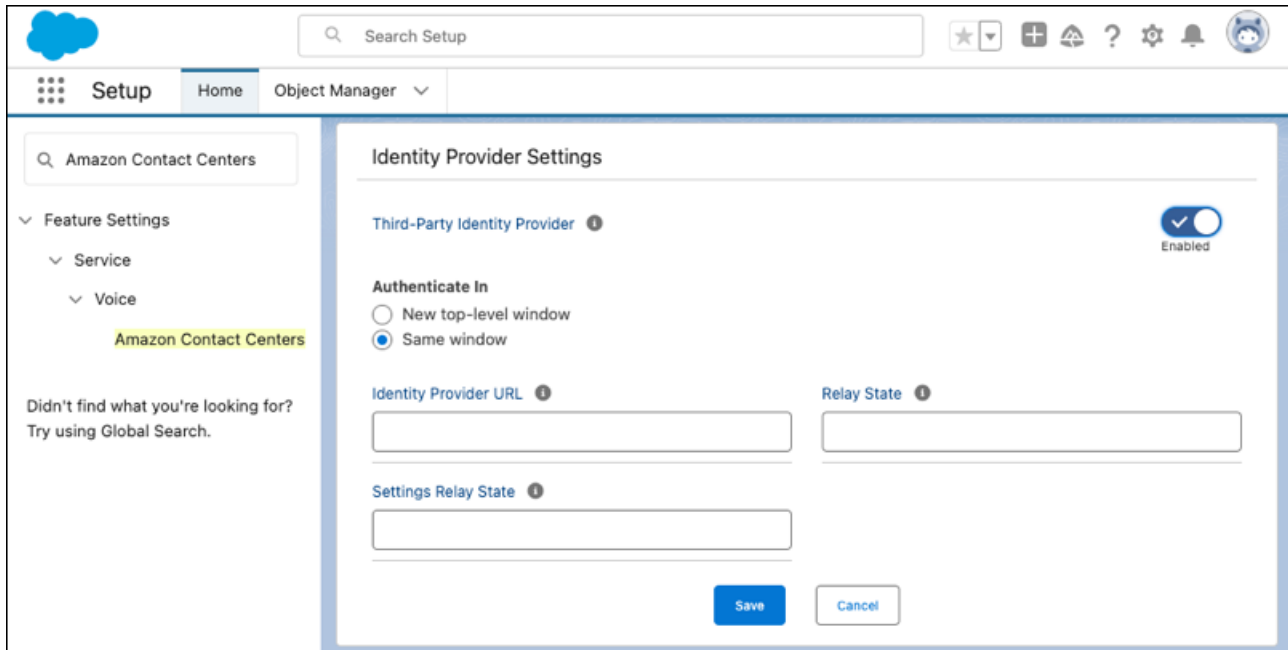 Search Setup
Setup
Home
Object Manager
Amazon Contact Centers
Feature Settings
Service
Voice
Amazon Contact Centers
Didn't find what you're looking for?
Try using Global Search.
Identity Provider Settings
Third-Party Identity Provider
Enabled
Authenticate In
New top-level window
Same window
Identity Provider URL
Relay State
Settings Relay State
Save
Cancel